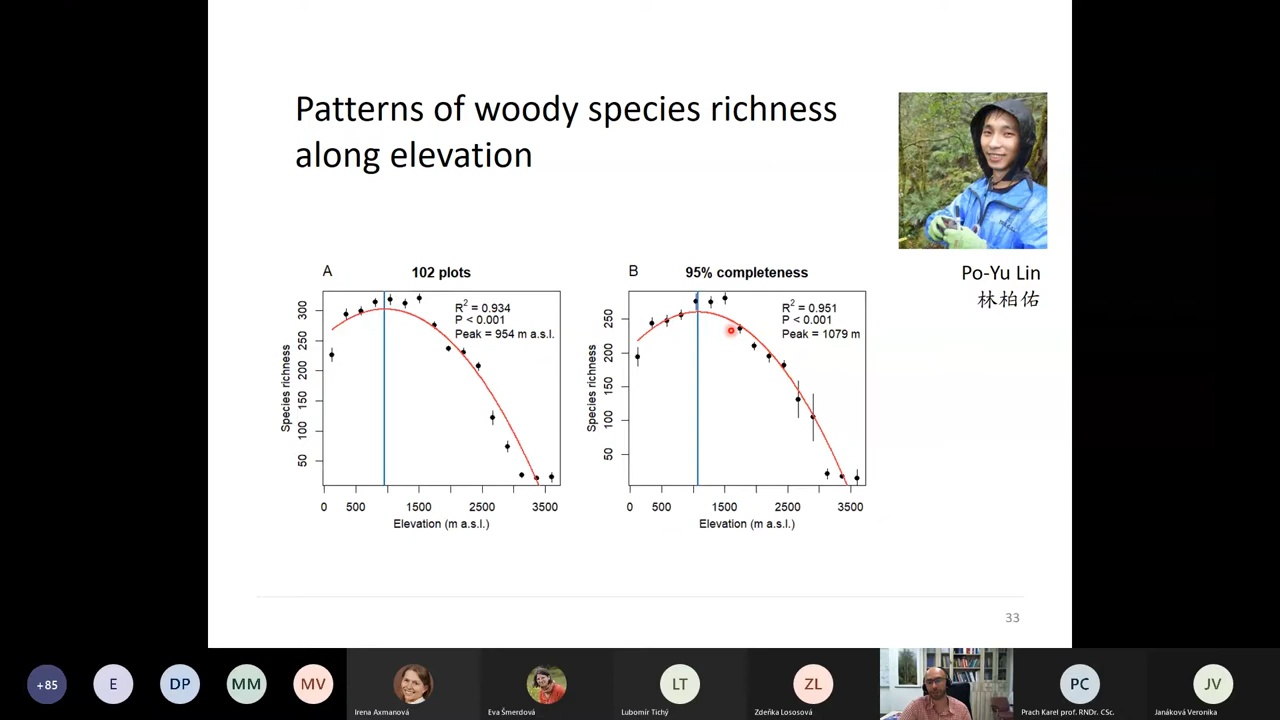 Patterns of woody species richness
along elevation
Po-Yu Lin
林柏佑
A
102 plots
R2 = 0.934
P < 0.001
Peak = 954 m a.s.l.
Species richness
300
250
200
150
100
50
0 500 1500 2500 3500
Elevation (m a.s.l.)
B
95% completeness
R2 = 0.951
P < 0.001
Peak = 1079 m
Species richness
250
200
150
100
50
0 500 1500 2500 3500
Elevation (m a.s.l.)
33
+85
E
DP
MM
MV
Irena Axmanová
Eva Šmerdová
LT
Lubomír Tichý
ZL
Zdeňka Lososová
PC
Prach Karel prof. RNDr. CSc.
JV
Janáková Veronika